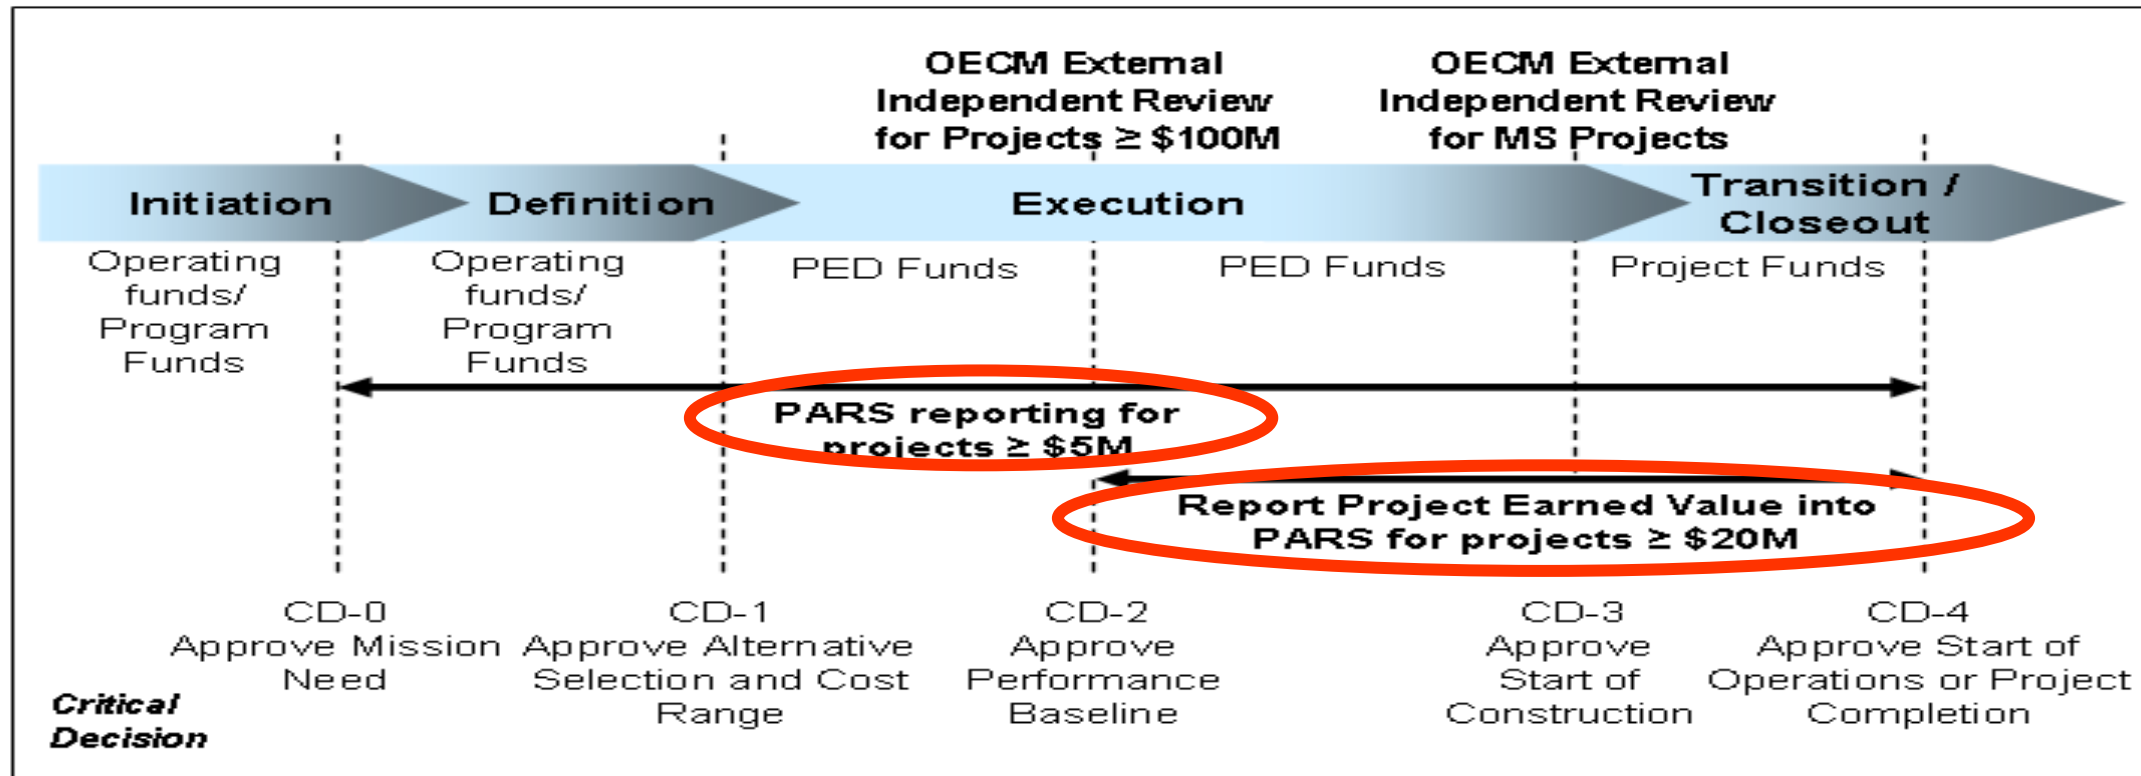 OECM External
Independent Review
for Projects ≥ $100M
OECM External
Independent Review
for MS Projects
Initiation
Definition
Execution
Transition /
Closeout
Operating
funds/
Program
Funds
Operating
funds/
Program
Funds
PED Funds
PED Funds
Project Funds
PARS reporting for
projects ≥ $5M
Report Project Earned Value into
PARS for projects ≥ $20M
CD-0
Approve Mission
Need
CD-1
Approve Alternative
Selection and Cost
Range
CD-2
Approve
Performance
Baseline
CD-3
Approve
Start of
Construction
CD-4
Approve Start of
Operations or Project
Completion
Critical
Decision